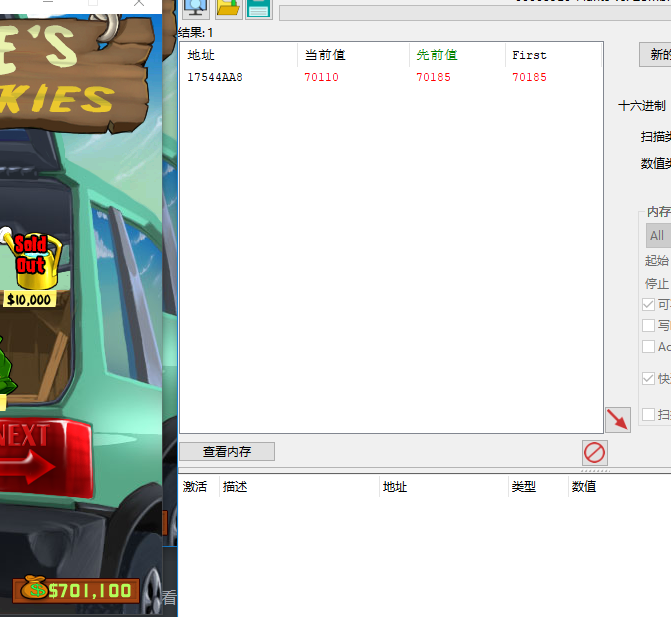 E'S
KIES
Sold
Out
$10,000
NEXT
$701,100
看
结果: 1
地址 当前值 先前值 First
17544AA8 70110 70185 70185
查看内存
激活 描述 地址 类型 数值
新的
十六进制
扫描类
数值类
内存
All
起始
停止
可
写
Ac
快
扫